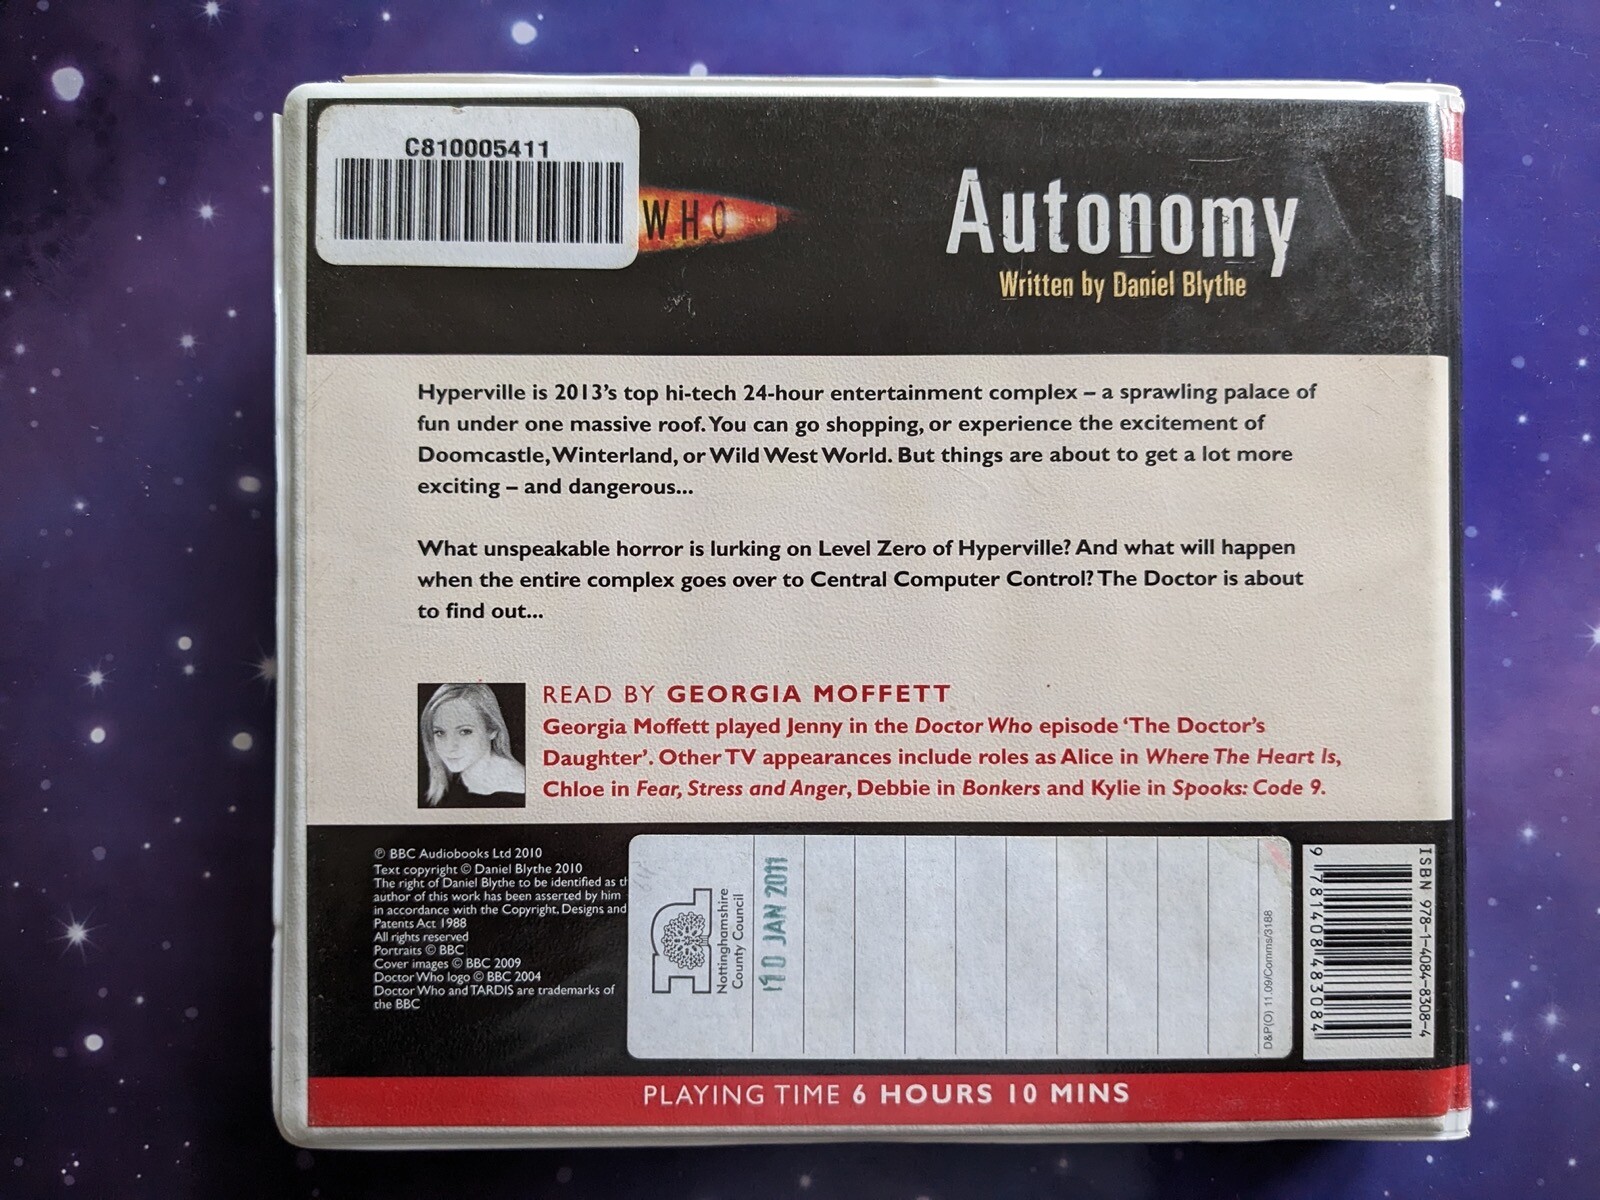 C810005411
WHO
Autonomy
Written by Daniel Blythe
Hyperville is 2013's top hi-tech 24-hour entertainment complex – a sprawling palace of
fun under one massive roof. You can go shopping, or experience the excitement of
Doomcastle, Winterland, or Wild West World. But things are about to get a lot more
exciting – and dangerous...
What unspeakable horror is lurking on Level Zero of Hyperville? And what will happen
when the entire complex goes over to Central Computer Control? The Doctor is about
to find out...
READ BY GEORGIA MOFFETT
Georgia Moffett played Jenny in the Doctor Who episode 'The Doctor's
Daughter'. Other TV appearances include roles as Alice in Where The Heart Is,
Chloe in Fear, Stress and Anger, Debbie in Bonkers and Kylie in Spooks: Code 9.
℗ BBC Audiobooks Ltd 2010
Text copyright © Daniel Blythe 2010
The right of Daniel Blythe to be identified as th
author of this work has been asserted by him
in accordance with the Copyright, Designs and
Patents Act 1988
All rights reserved
Portraits © BBC
Cover images © BBC 2009
Doctor Who logo © BBC 2004
Doctor Who and TARDIS are trademarks of
the BBC
Nottinghamshire
County Council
10 JAN 2011
D&P(O) 11.09/Comms/3188
ISBN 978-1-4084-8308-4
9 781408 483084
PLAYING TIME 6 HOURS 10 MINS